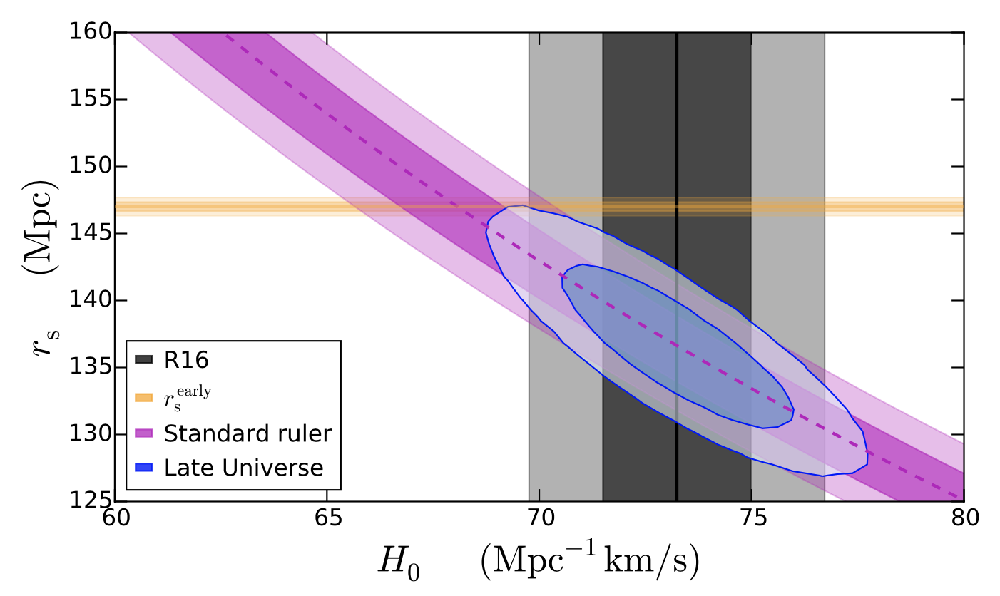 160
155
150
145
140
135
130
125
r_s (Mpc)
R16
r_s^early
Standard ruler
Late Universe
60 65 70 75 80
H_0 (Mpc^−1 km/s)